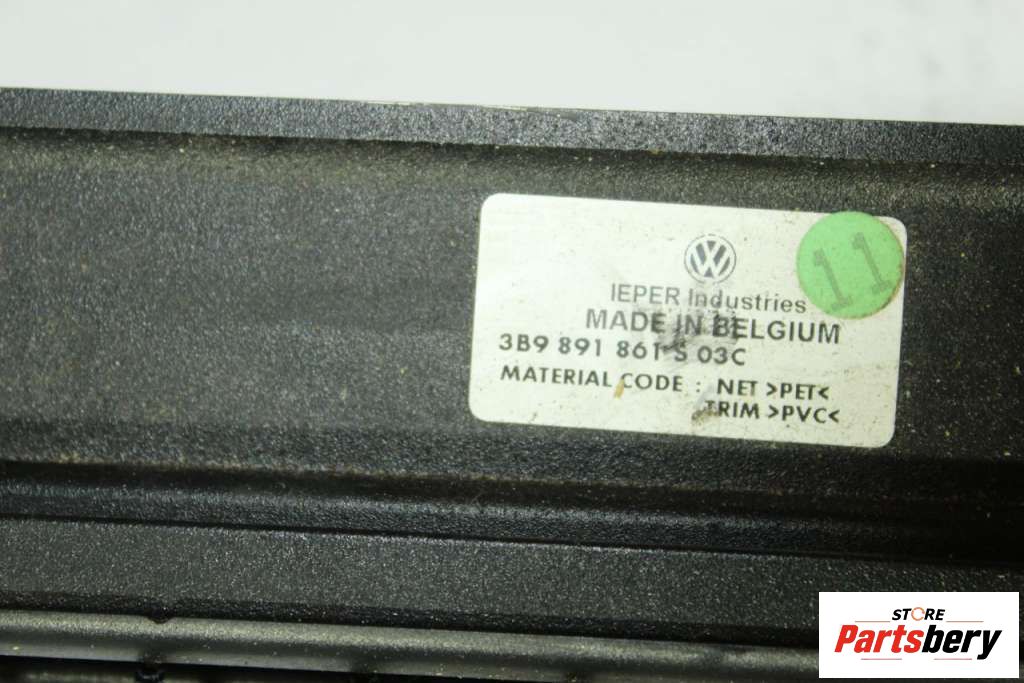 11
IEPER Industries
MADE IN BELGIUM
3B9 891 861 S 03C
MATERIAL CODE : NET >PET<
TRIM >PVC<
STORE
Partsbery